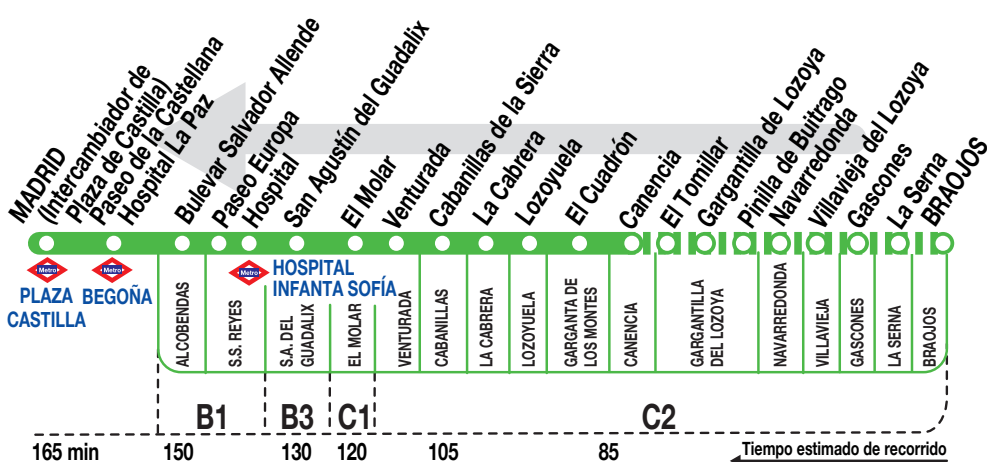 MADRID
(Intercambiador de
Plaza de Castilla)
Paseo de la Castellana
Hospital La Paz
Bulevar Salvador Allende
Paseo Europa
Hospital
San Agustín del Guadalix
El Molar
Venturada
Cabanillas de la Sierra
La Cabrera
Lozoyuela
El Cuadrón
Canencia
El Tomillar
Gargantilla de Lozoya
Pinilla de Buitrago
Navarredonda
Villavieja del Lozoya
Gascones
La Serna
BRAOJOS
Metro
PLAZA
CASTILLA
Metro
BEGOÑA
Metro
HOSPITAL
INFANTA SOFÍA
ALCOBENDAS
S.S. REYES
S.A. DEL
GUADALIX
EL MOLAR
VENTURADA
CABANILLAS
LA CABRERA
LOZOYUELA
GARGANTA DE
LOS MONTES
CANENCIA
GARGANTILLA
DEL LOZOYA
NAVARREDONDA
VILLAVIEJA
GASCONES
LA SERNA
BRAOJOS
B1
B3
C1
C2
165 min
150
130
120
105
85
Tiempo estimado de recorrido